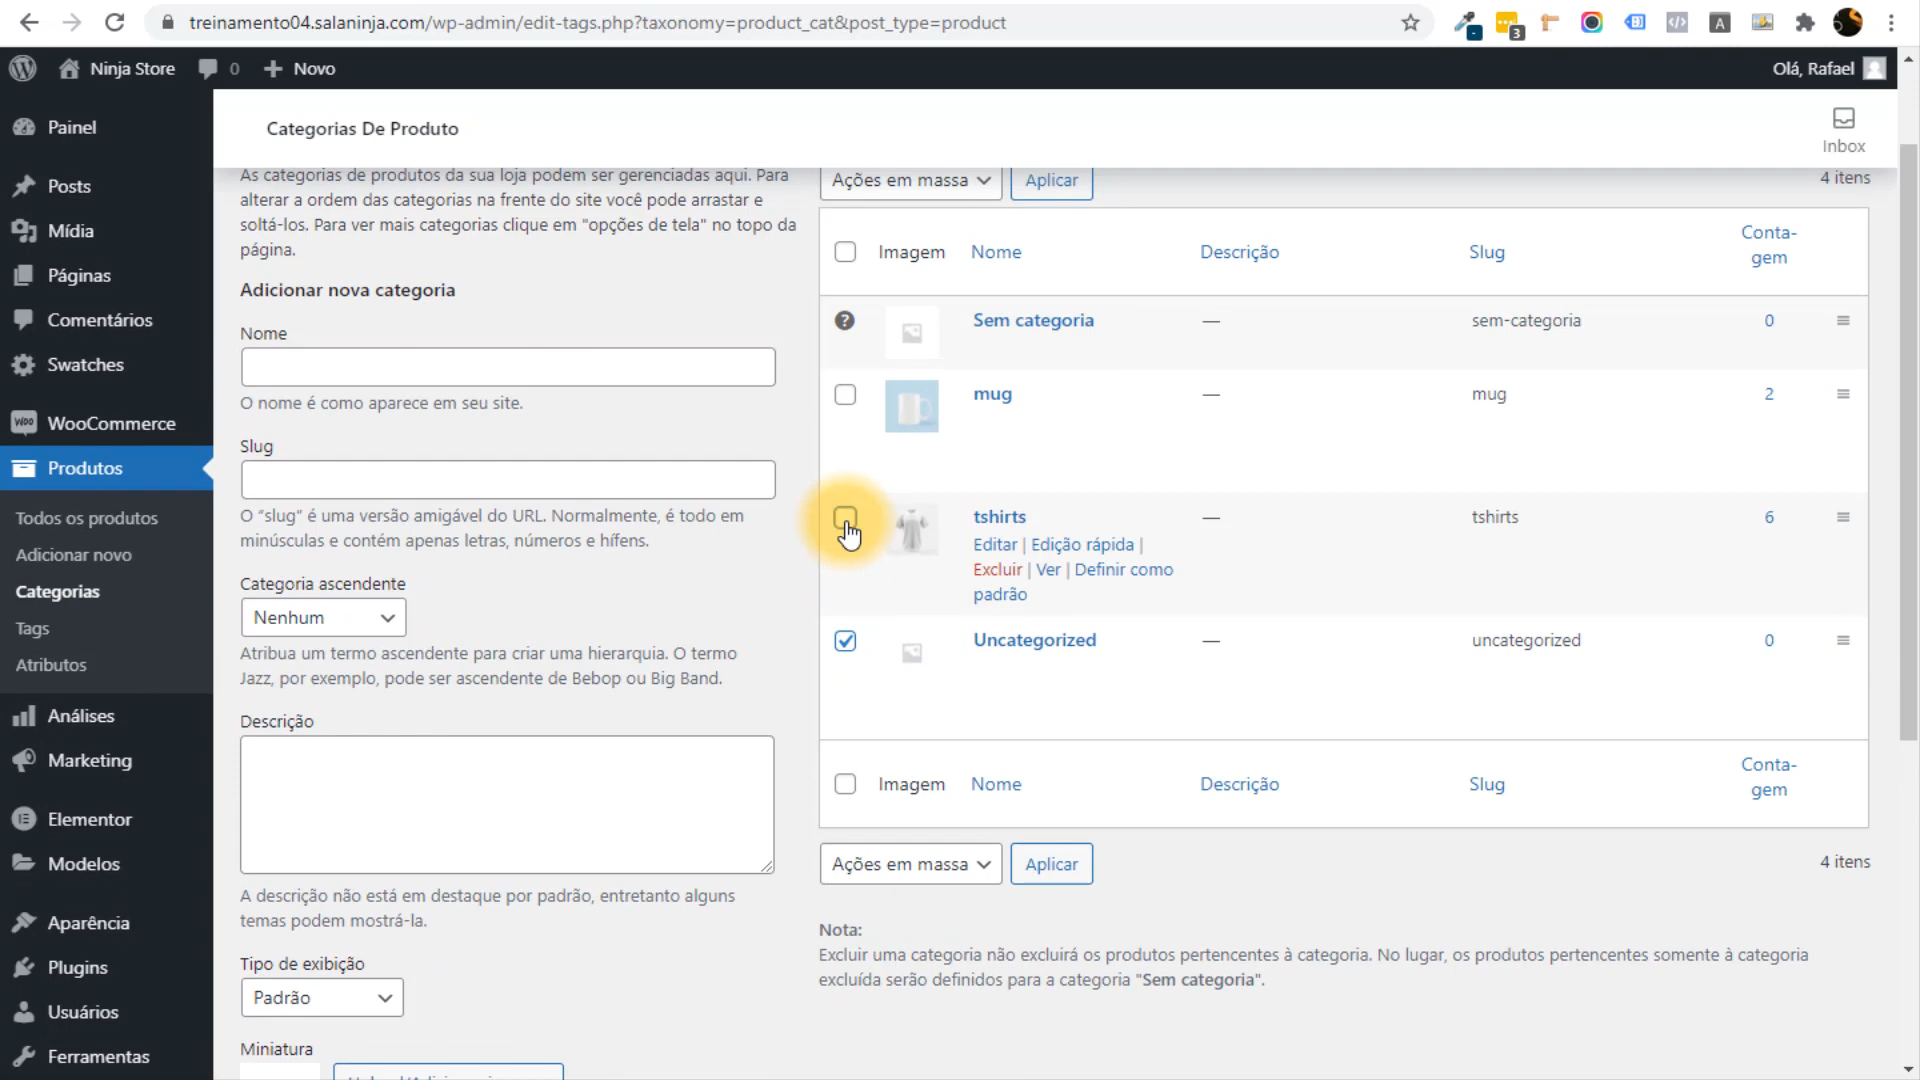 treinamento04.salaninja.com/wp-admin/edit-tags.php?taxonomy=product_cat&post_type=product
3
A
Ninja Store
0
Novo
Olá, Rafael
Painel
Posts
Mídia
Páginas
Comentários
Swatches
WooCommerce
Produtos
Todos os produtos
Adicionar novo
Categorias
Tags
Atributos
Análises
Marketing
Elementor
Modelos
Aparência
Plugins
Usuários
Ferramentas
Categorias De Produto
Inbox
As categorias de produtos da sua loja podem ser gerenciadas aqui. Para
alterar a ordem das categorias na frente do site você pode arrastar e
soltá-los. Para ver mais categorias clique em "opções de tela" no topo da
página.
Adicionar nova categoria
Nome
O nome é como aparece em seu site.
Slug
O “slug” é uma versão amigável do URL. Normalmente, é todo em
minúsculas e contém apenas letras, números e hífens.
Categoria ascendente
Nenhum
Atribua um termo ascendente para criar uma hierarquia. O termo
Jazz, por exemplo, pode ser ascendente de Bebop ou Big Band.
Descrição
A descrição não está em destaque por padrão, entretanto alguns
temas podem mostrá-la.
Tipo de exibição
Padrão
Miniatura
Ações em massa
Aplicar
4 itens
Imagem Nome Descrição Slug Conta-
gem
Sem categoria — sem-categoria 0
mug — mug 2
tshirts — tshirts 6
Editar | Edição rápida |
Excluir | Ver | Definir como
padrão
Uncategorized — uncategorized 0
Imagem Nome Descrição Slug Conta-
gem
Ações em massa
Aplicar
4 itens
Nota:
Excluir uma categoria não excluirá os produtos pertencentes à categoria. No lugar, os produtos pertencentes somente à categoria
excluída serão definidos para a categoria "Sem categoria".